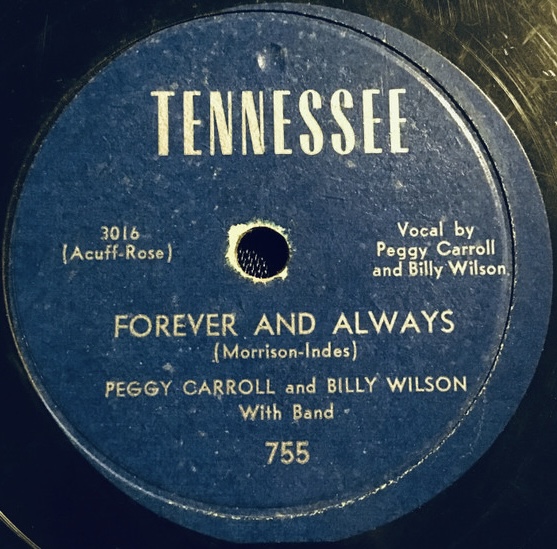 TENNESSEE
3016
(Acuff-Rose)
Vocal by
Peggy Carroll
and Billy Wilson
FOREVER AND ALWAYS
(Morrison-Indes)
PEGGY CARROLL and BILLY WILSON
With Band
755